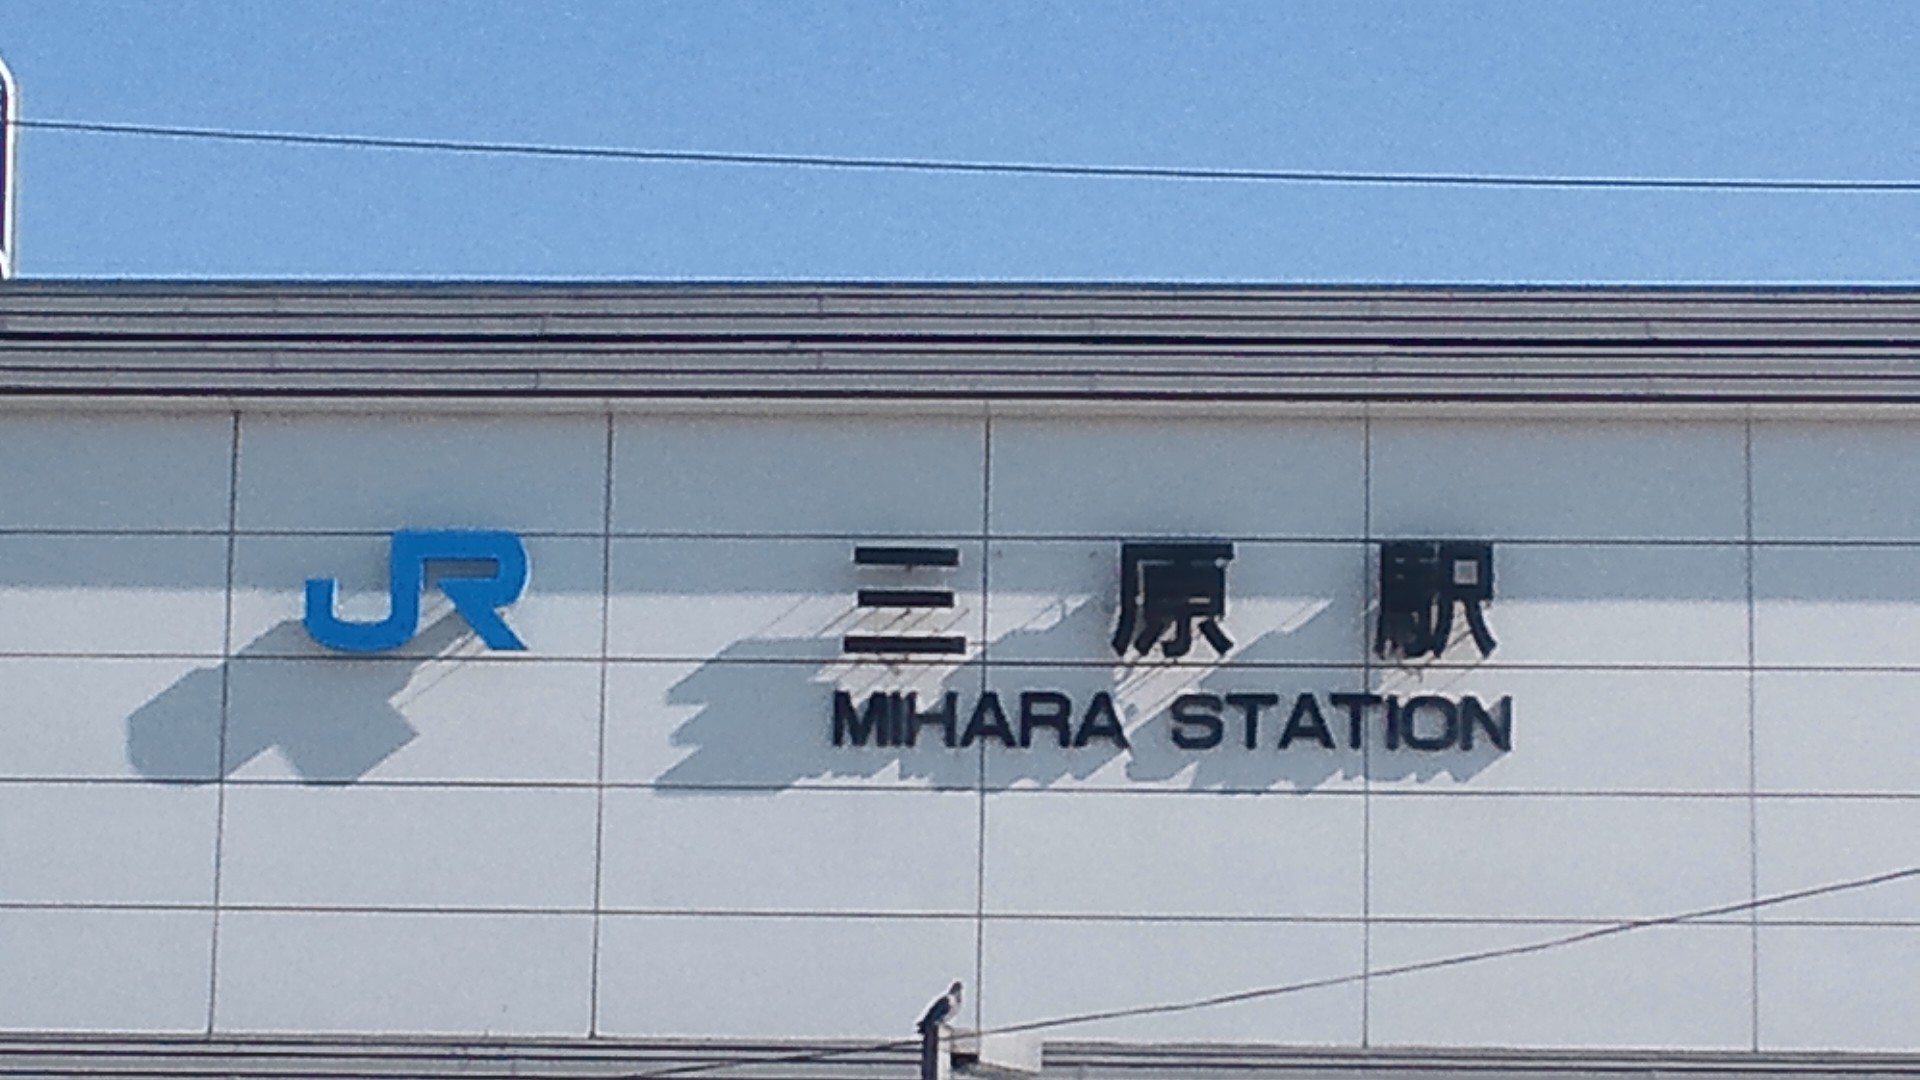 JR 三原駅
MIHARA STATION